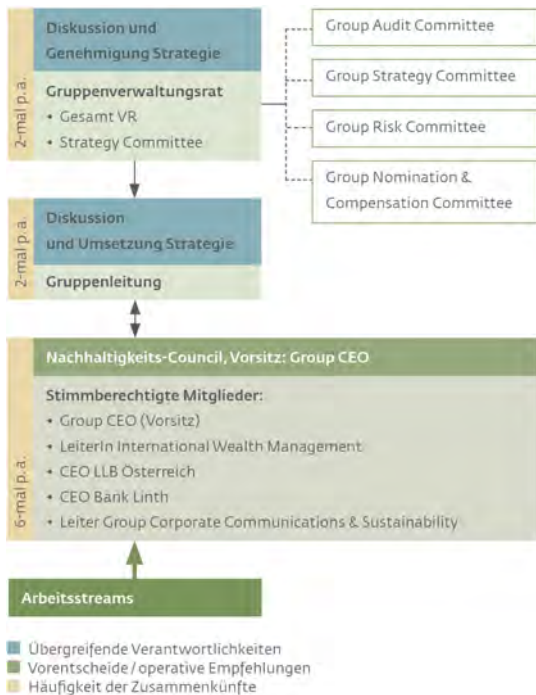 2-mal p. a.
Diskussion und
Genehmigung Strategie
Gruppenverwaltungsrat
• Gesamt VR
• Strategy Committee
Group Audit Committee
Group Strategy Committee
Group Risk Committee
Group Nomination &
Compensation Committee
2-mal p. a.
Diskussion
und Umsetzung Strategie
Gruppenleitung
6-mal p. a.
Nachhaltigkeits-Council, Vorsitz: Group CEO
Stimmberechtigte Mitglieder:
• Group CEO (Vorsitz)
• LeiterIn International Wealth Management
• CEO LLB Österreich
• CEO Bank Linth
• Leiter Group Corporate Communications & Sustainability
Arbeitsstreams
Übergreifende Verantwortlichkeiten
Vorentscheide / operative Empfehlungen
Häufigkeit der Zusammenkünfte